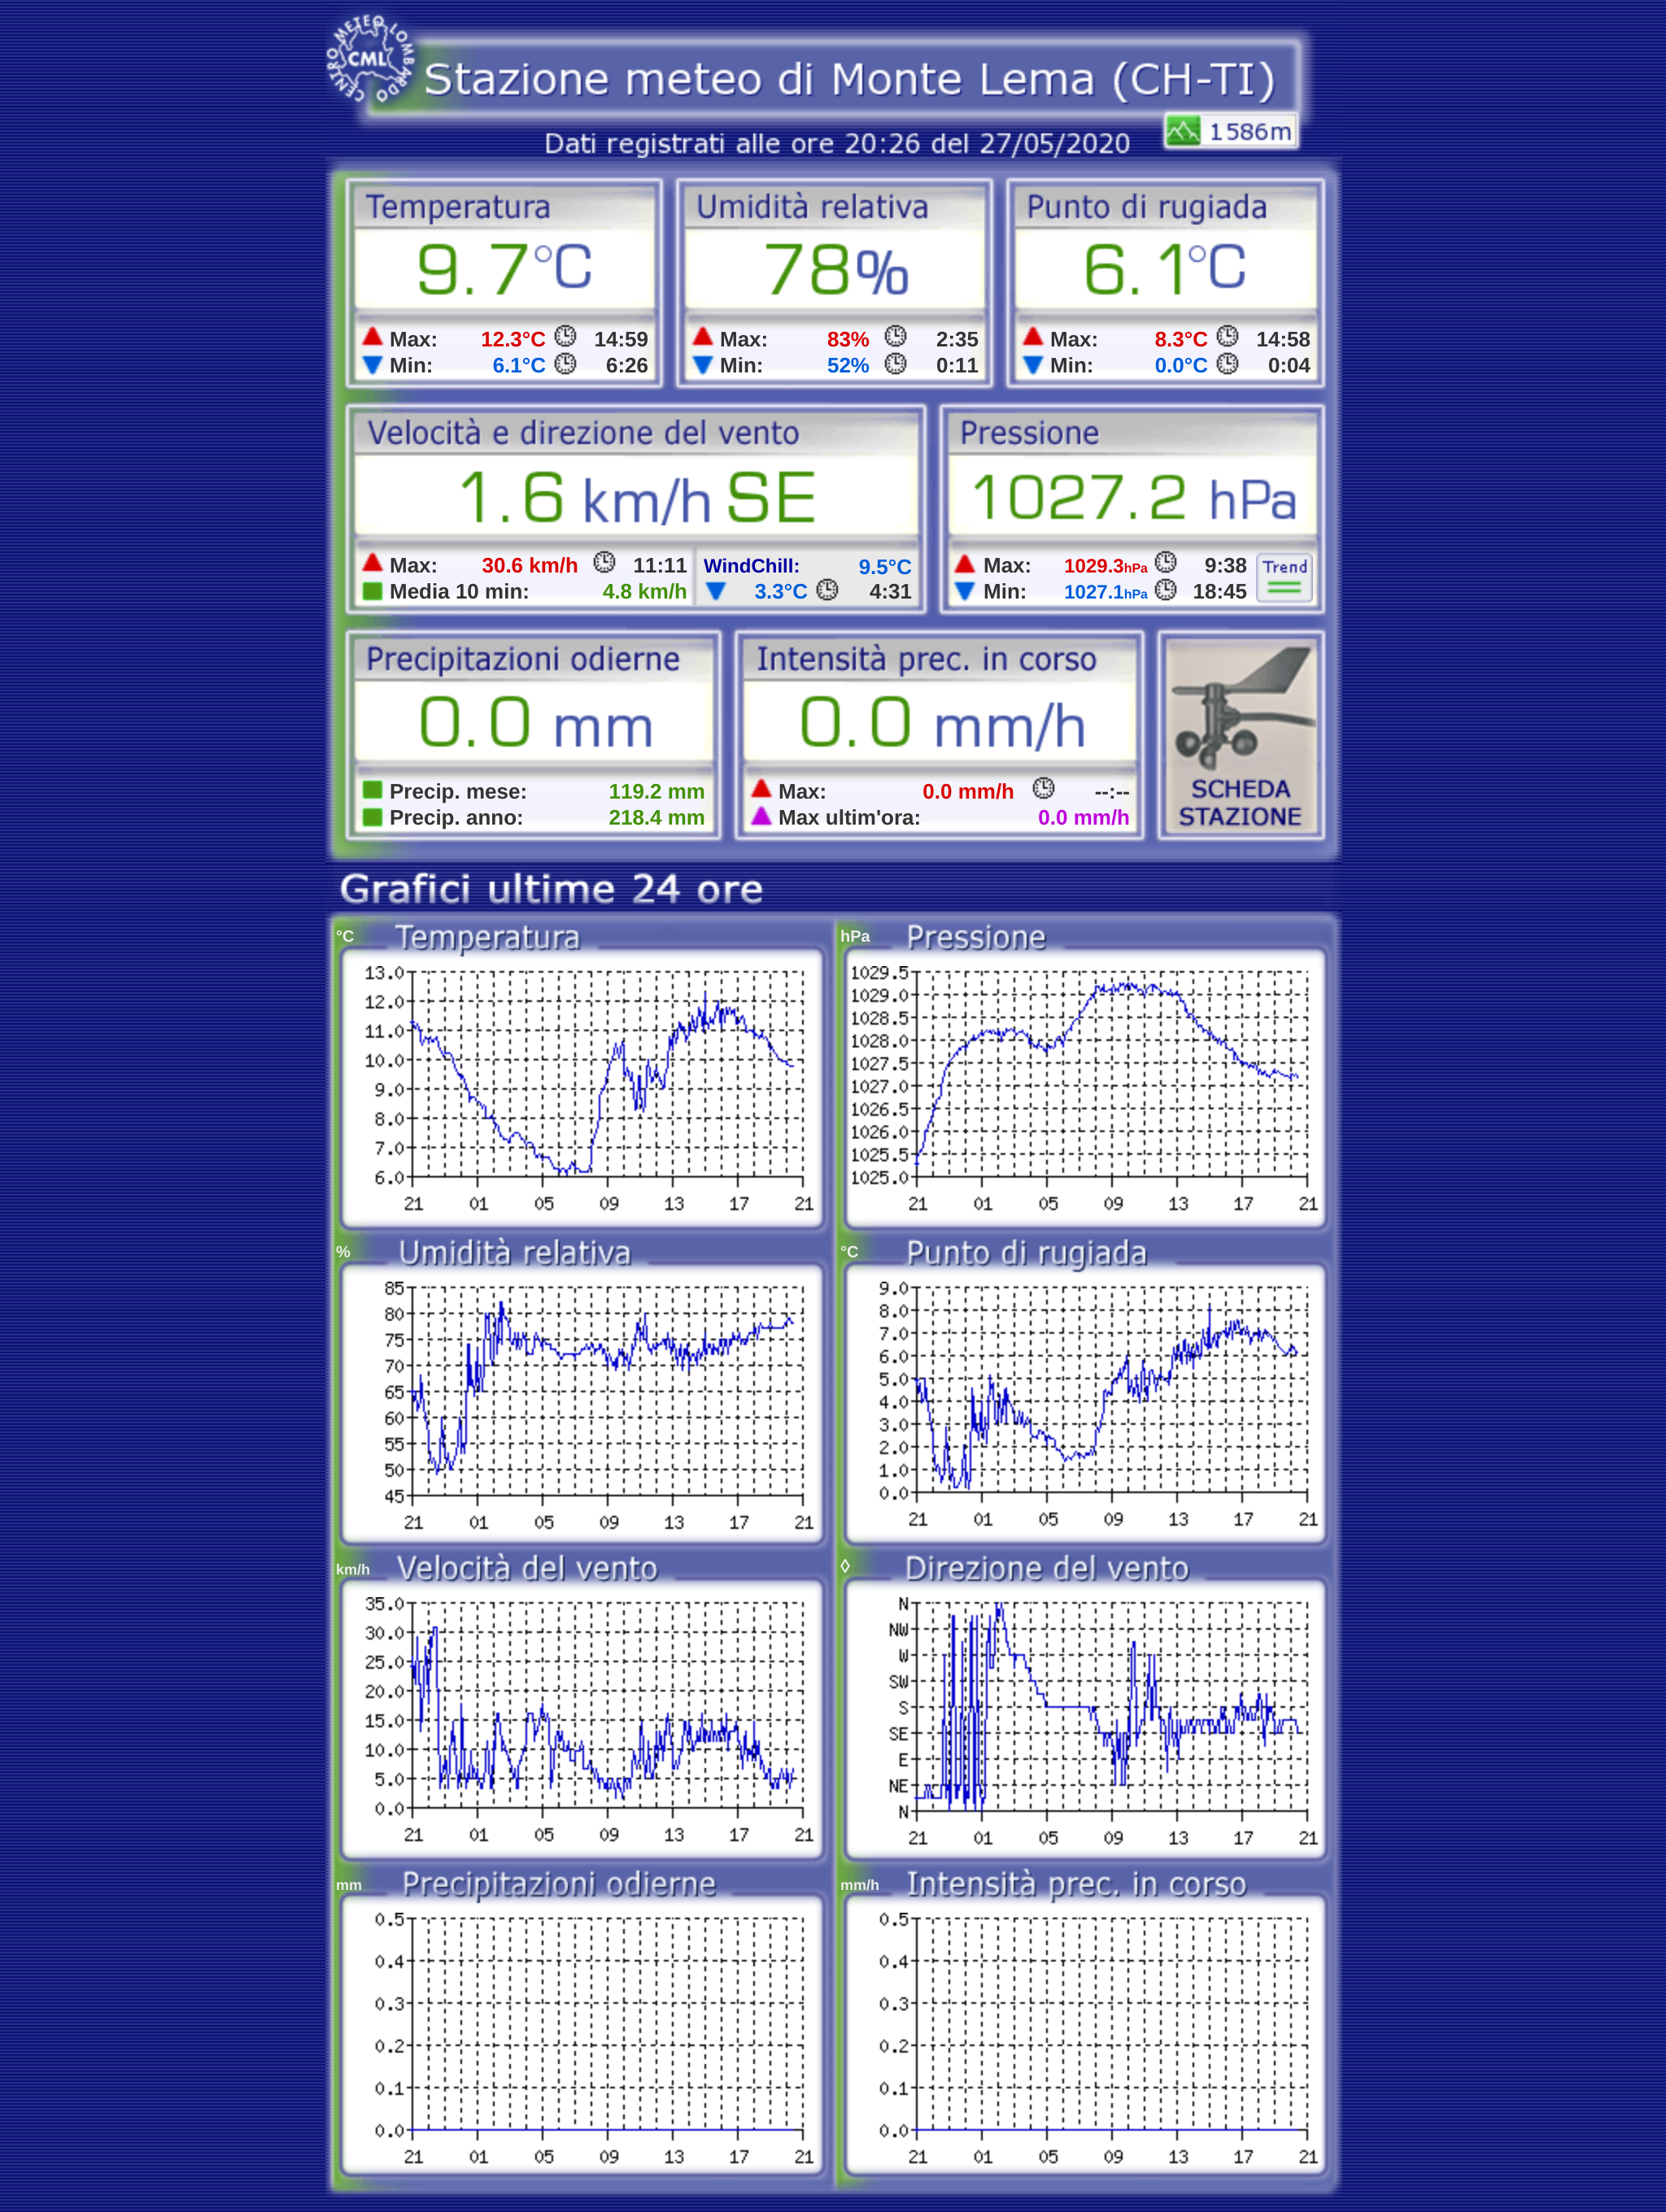 CENTRO METEO LOMBARDO
CML
Stazione meteo di Monte Lema (CH-TI)
Dati registrati alle ore 20:26 del 27/05/2020
1586m
Temperatura Umidità relativa Punto di rugiada
9.7°C 78% 6.1°C
Max: 12.3°C 14:59 Max: 83% 2:35 Max: 8.3°C 14:58
Min: 6.1°C 6:26 Min: 52% 0:11 Min: 0.0°C 0:04
Velocità e direzione del vento Pressione
1.6 km/h SE 1027.2 hPa
Max: 30.6 km/h 11:11 WindChill: 9.5°C Max: 1029.3hPa 9:38 Trend
Media 10 min: 4.8 km/h 3.3°C 4:31 Min: 1027.1hPa 18:45
Precipitazioni odierne Intensità prec. in corso
0.0 mm 0.0 mm/h
Precip. mese: 119.2 mm Max: 0.0 mm/h --:--
Precip. anno: 218.4 mm Max ultim'ora: 0.0 mm/h
SCHEDA
STAZIONE
Grafici ultime 24 ore
°C Temperatura
13.0
12.0
11.0
10.0
9.0
8.0
7.0
6.0
21 01 05 09 13 17 21
hPa Pressione
1029.5
1029.0
1028.5
1028.0
1027.5
1027.0
1026.5
1026.0
1025.5
1025.0
21 01 05 09 13 17 21
% Umidità relativa
85
80
75
70
65
60
55
50
45
21 01 05 09 13 17 21
°C Punto di rugiada
9.0
8.0
7.0
6.0
5.0
4.0
3.0
2.0
1.0
0.0
21 01 05 09 13 17 21
km/h Velocità del vento
35.0
30.0
25.0
20.0
15.0
10.0
5.0
0.0
21 01 05 09 13 17 21
◊ Direzione del vento
N
NW
W
SW
S
SE
E
NE
N
21 01 05 09 13 17 21
mm Precipitazioni odierne
0.5
0.4
0.3
0.2
0.1
0.0
21 01 05 09 13 17 21
mm/h Intensità prec. in corso
0.5
0.4
0.3
0.2
0.1
0.0
21 01 05 09 13 17 21